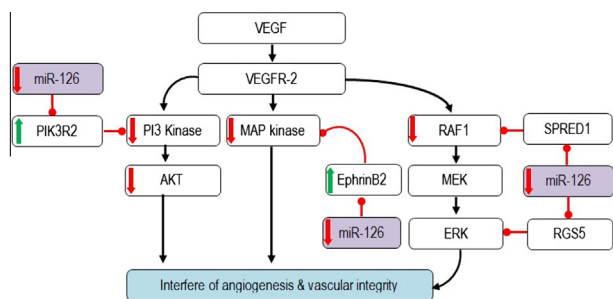 VEGF
miR-126
VEGFR-2
PIK3R2
PI3 Kinase
MAP kinase
RAF1
SPRED1
AKT
EphrinB2
MEK
miR-126
miR-126
ERK
RGS5
Interfere of angiogenesis & vascular integrity